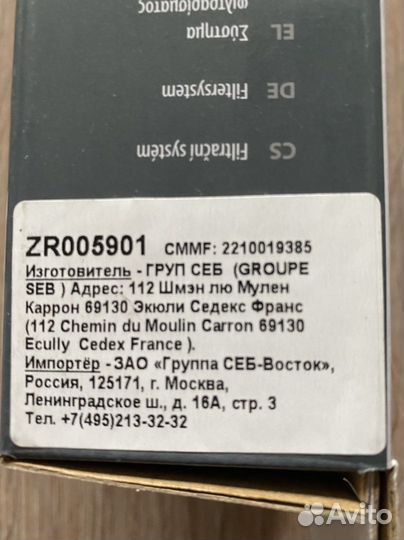 CS Filtrační systém
DE Filtersystem
EL Σύστημα
φιλτραρίσματος
ZR005901 CMMF: 2210019385
Изготовитель - ГРУП СЕБ (GROUPE
SEB ) Адрес: 112 Шмэн лю Мулен
Каррон 69130 Экюли Седекс Франс
(112 Chemin du Moulin Carron 69130
Ecully Cedex France ).
Импортёр - ЗАО «Группа СЕБ-Восток»,
Россия, 125171, г. Москва,
Ленинградское ш., д. 16А, стр. 3
Тел. +7(495)213-32-32
Avito